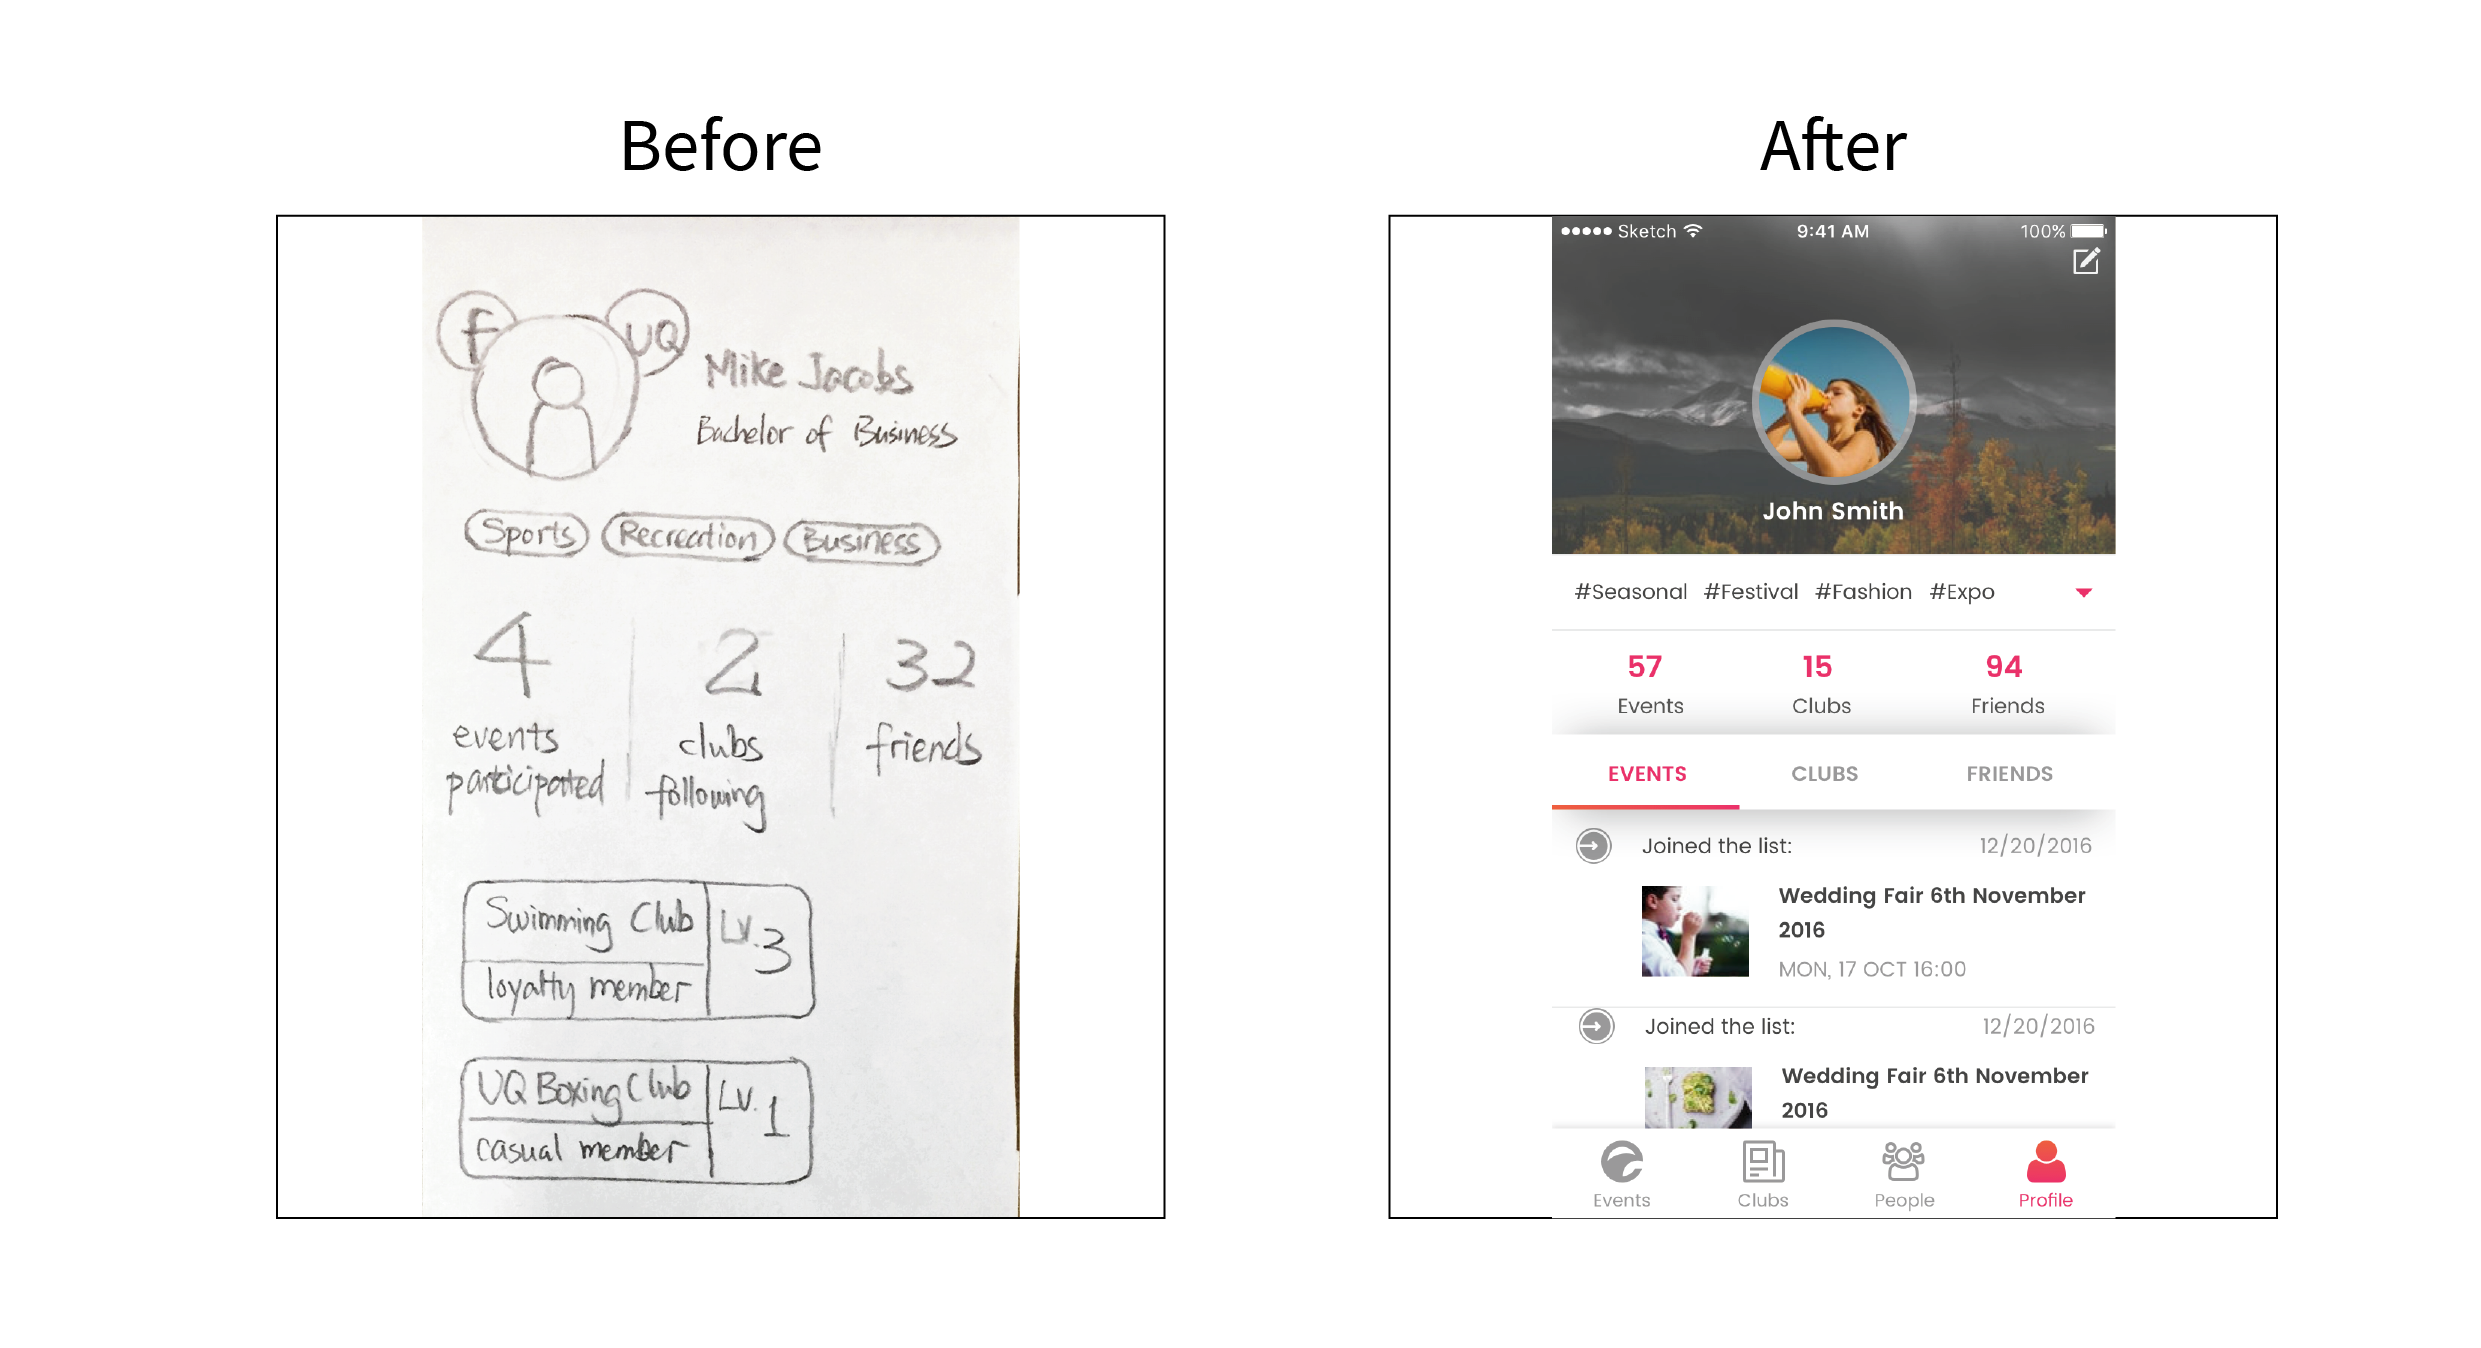 Before
After
f
UQ
Mike Jacobs
Bachelor of Business
Sports Recreation Business
4 2 32
events participated
clubs following
friends
Swimming Club
loyalty member
Lv. 3
UQ Boxing Club
casual member
Lv. 1
Sketch 9:41 AM 100%
John Smith
#Seasonal #Festival #Fashion #Expo
57 15 94
Events Clubs Friends
EVENTS CLUBS FRIENDS
Joined the list: 12/20/2016
Wedding Fair 6th November
2016
MON, 17 OCT 16:00
Joined the list: 12/20/2016
Wedding Fair 6th November
2016
Events Clubs People Profile